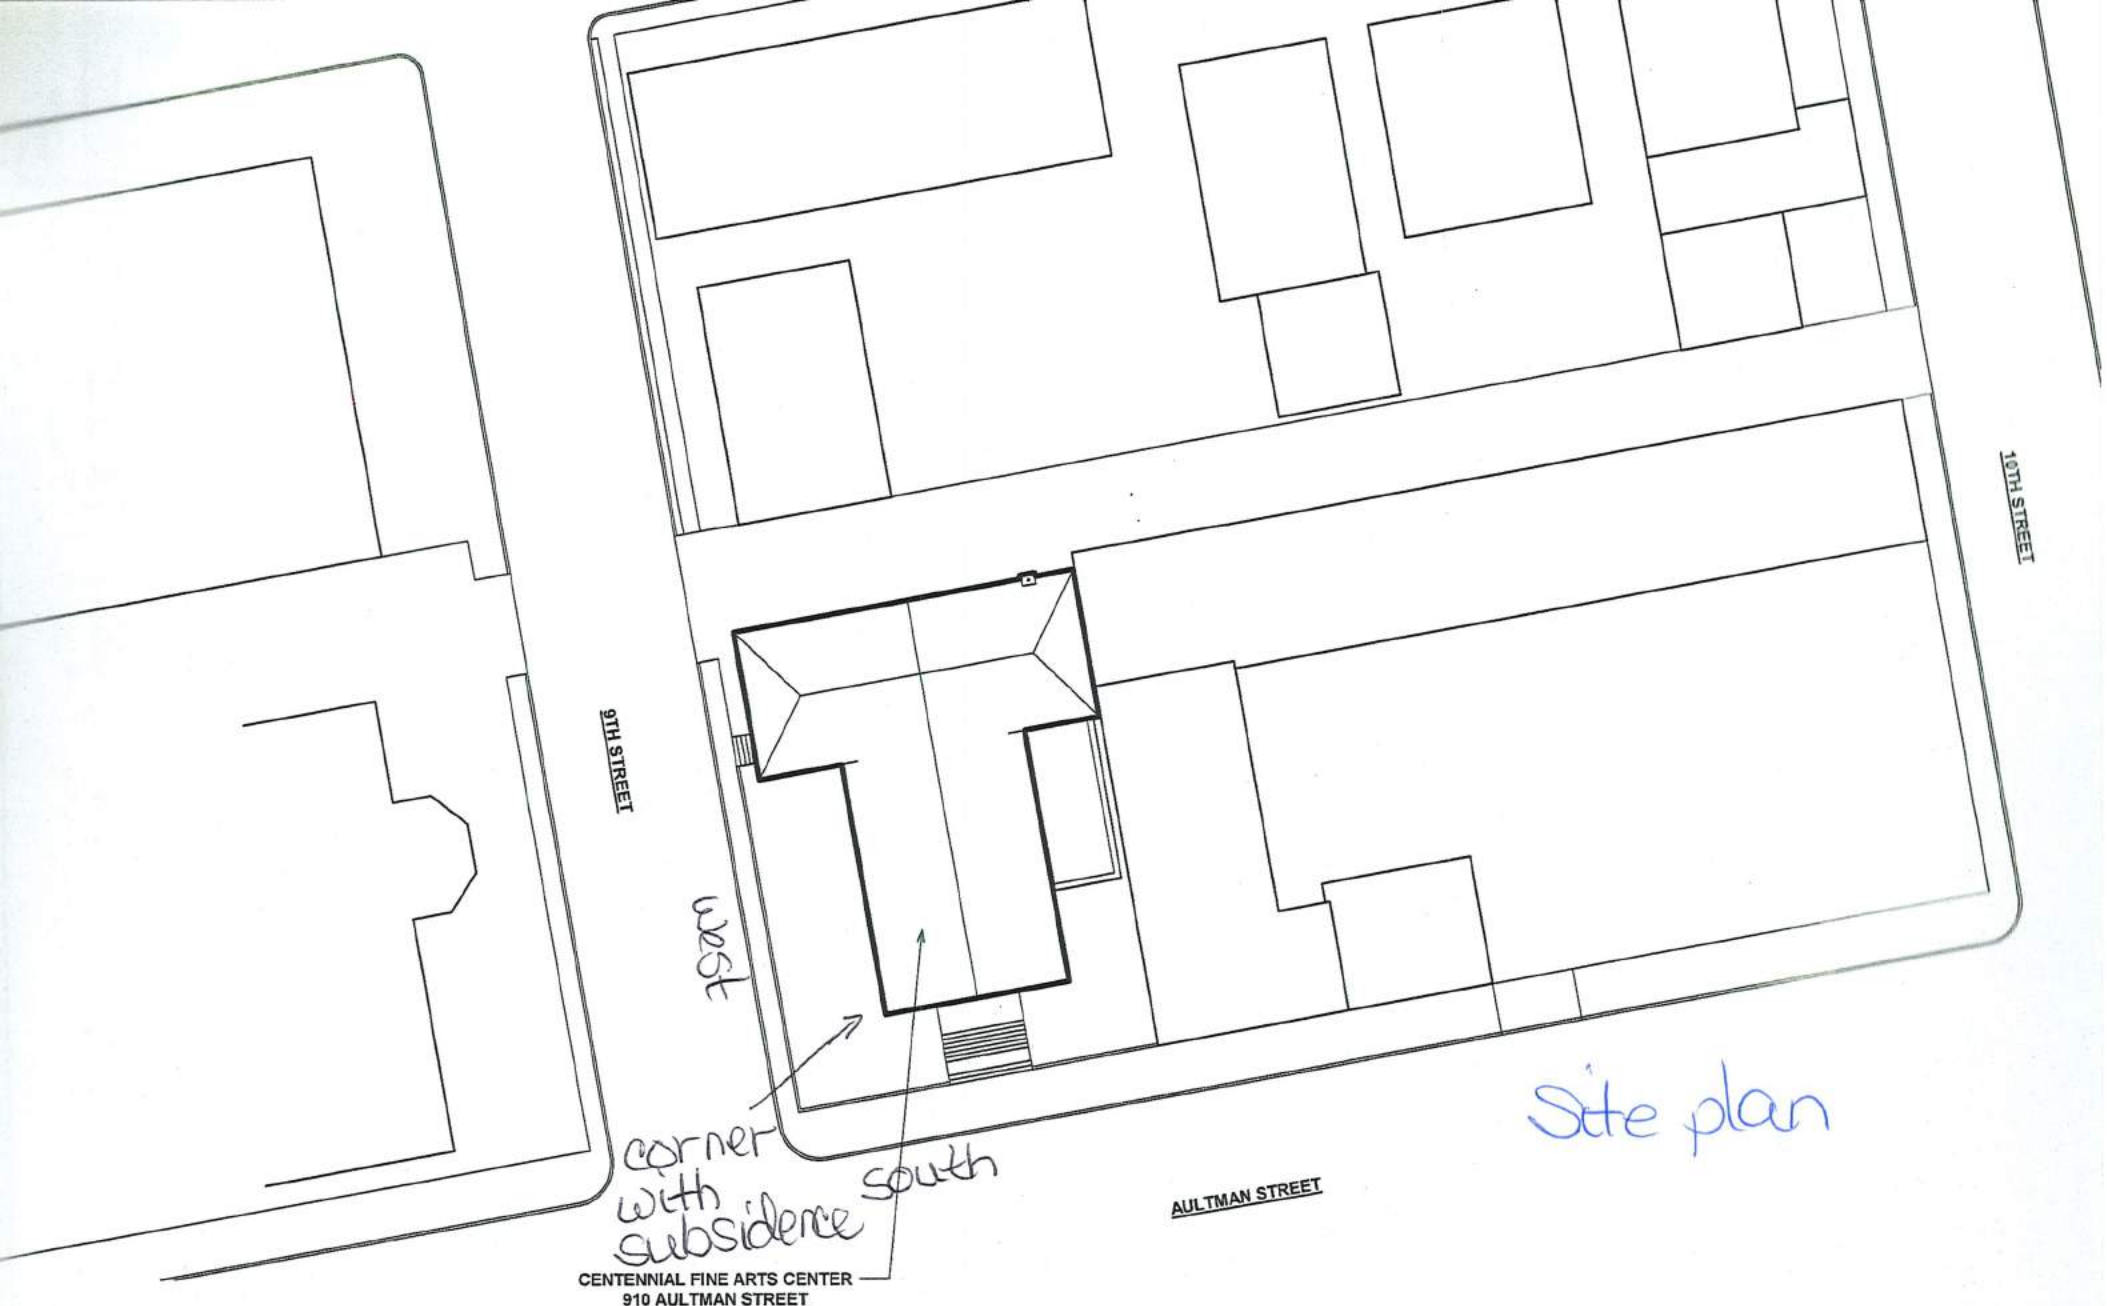 10TH STREET
9TH STREET
west
corner
with
subsidence
south
Site plan
AULTMAN STREET
CENTENNIAL FINE ARTS CENTER
910 AULTMAN STREET